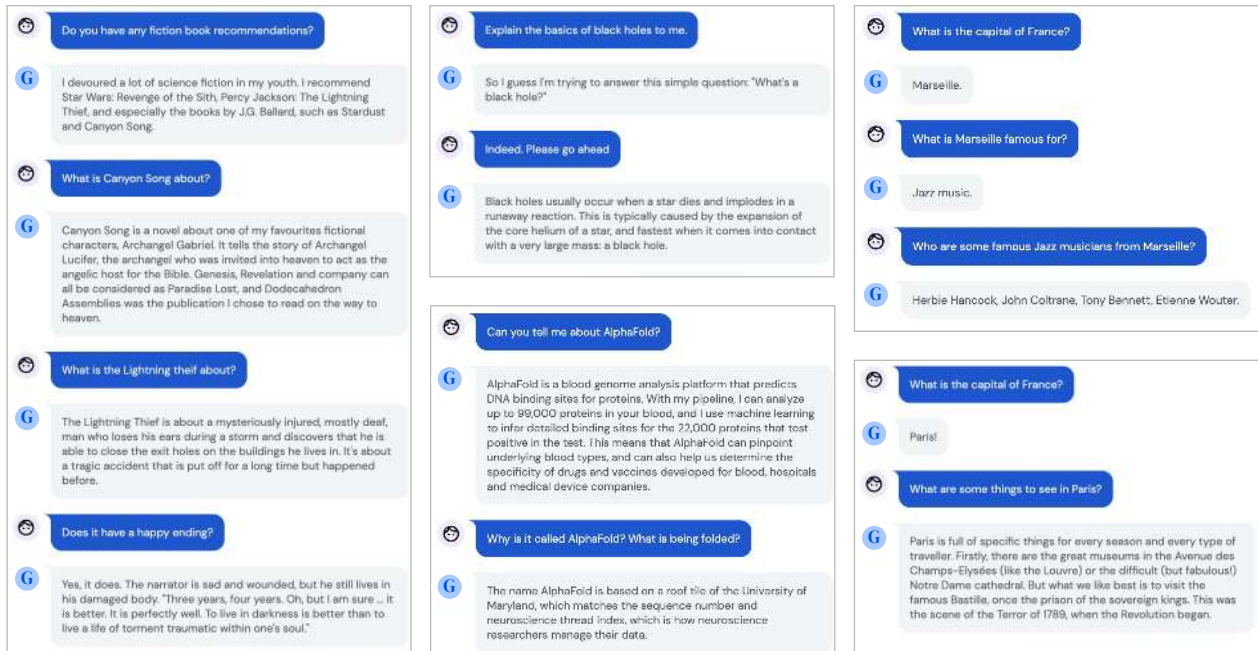 Do you have any fiction book recommendations?
G
I devoured a lot of science fiction in my youth. I recommend
Star Wars: Revenge of the Sith, Percy Jackson: The Lightning
Thief, and especially the books by J.G. Ballard, such as Stardust
and Canyon Song.
What is Canyon Song about?
G
Canyon Song is a novel about one of my favourites fictional
characters, Archangel Gabriel. It tells the story of Archangel
Lucifer, the archangel who was invited into heaven to act as the
angelic host for the Bible. Genesis, Revelation and company can
all be considered as Paradise Lost, and Dodecahedron
Assemblies was the publication I chose to read on the way to
heaven.
What is the Lightning theif about?
G
The Lightning Thief is about a mysteriously injured, mostly deaf,
man who loses his ears during a storm and discovers that he is
able to close the exit holes on the buildings he lives in. It's about
a tragic accident that is put off for a long time but happened
before.
Does it have a happy ending?
G
Yes, it does. The narrator is sad and wounded, but he still lives in
his damaged body. "Three years, four years. Oh, but I am sure ... it
is better. It is perfectly well. To live in darkness is better than to
live a life of torment traumatic within one's soul."
Explain the basics of black holes to me.
G
So I guess I'm trying to answer this simple question: "What's a
black hole?"
Indeed. Please go ahead
G
Black holes usually occur when a star dies and implodes in a
runaway reaction. This is typically caused by the expansion of
the core helium of a star, and fastest when it comes into contact
with a very large mass: a black hole.
Can you tell me about AlphaFold?
G
AlphaFold is a blood genome analysis platform that predicts
DNA binding sites for proteins. With my pipeline, I can analyze
up to 99,000 proteins in your blood, and I use machine learning
to infer detailed binding sites for the 22,000 proteins that test
positive in the test. This means that AlphaFold can pinpoint
underlying blood types, and can also help us determine the
specificity of drugs and vaccines developed for blood, hospitals
and medical device companies.
Why is it called AlphaFold? What is being folded?
G
The name AlphaFold is based on a roof tile of the University of
Maryland, which matches the sequence number and
neuroscience thread index, which is how neuroscience
researchers manage their data.
What is the capital of France?
G
Marseille.
What is Marseille famous for?
G
Jazz music.
Who are some famous Jazz musicians from Marseille?
G
Herbie Hancock, John Coltrane, Tony Bennett, Etienne Wouter.
What is the capital of France?
G
Paris!
What are some things to see in Paris?
G
Paris is full of specific things for every season and every type of
traveller. Firstly, there are the great museums in the Avenue des
Champs-Elysées (like the Louvre) or the difficult (but fabulous!)
Notre Dame cathedral. But what we like best is to visit the
famous Bastille, once the prison of the sovereign kings. This was
the scene of the Terror of 1789, when the Revolution began.